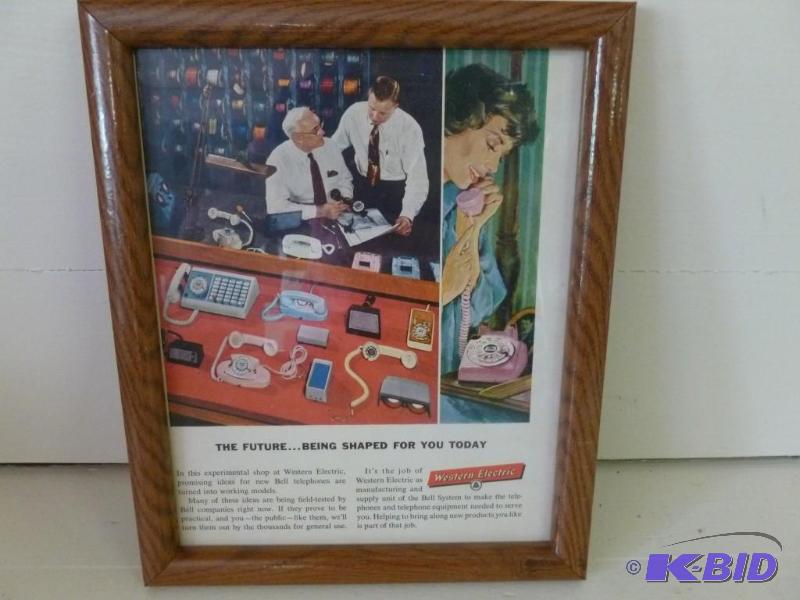 THE FUTURE...BEING SHAPED FOR YOU TODAY
In this experimental shop at Western Electric,
promising ideas for new Bell telephones are
turned into working models.
Many of these ideas are being field-tested by
Bell companies right now. If they prove to be
practical, and you—the public—like them, we'll
turn them out by the thousands for general use.
It's the job of
Western Electric as
manufacturing and
supply unit of the Bell System to make the tele-
phones and telephone equipment needed to serve
you. Helping to bring along new products you like
is part of that job.
Western Electric
© K-BID